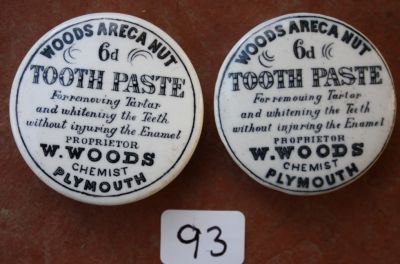 WOODS ARECA NUT
6d
TOOTH PASTE
For removing Tartar
and whitening the Teeth
without injuring the Enamel
PROPRIETOR
W. WOODS
CHEMIST
PLYMOUTH
WOODS ARECA NUT
6d
TOOTH PASTE
For removing Tartar
and whitening the Teeth
without injuring the Enamel
PROPRIETOR
W. WOODS
CHEMIST
PLYMOUTH
93